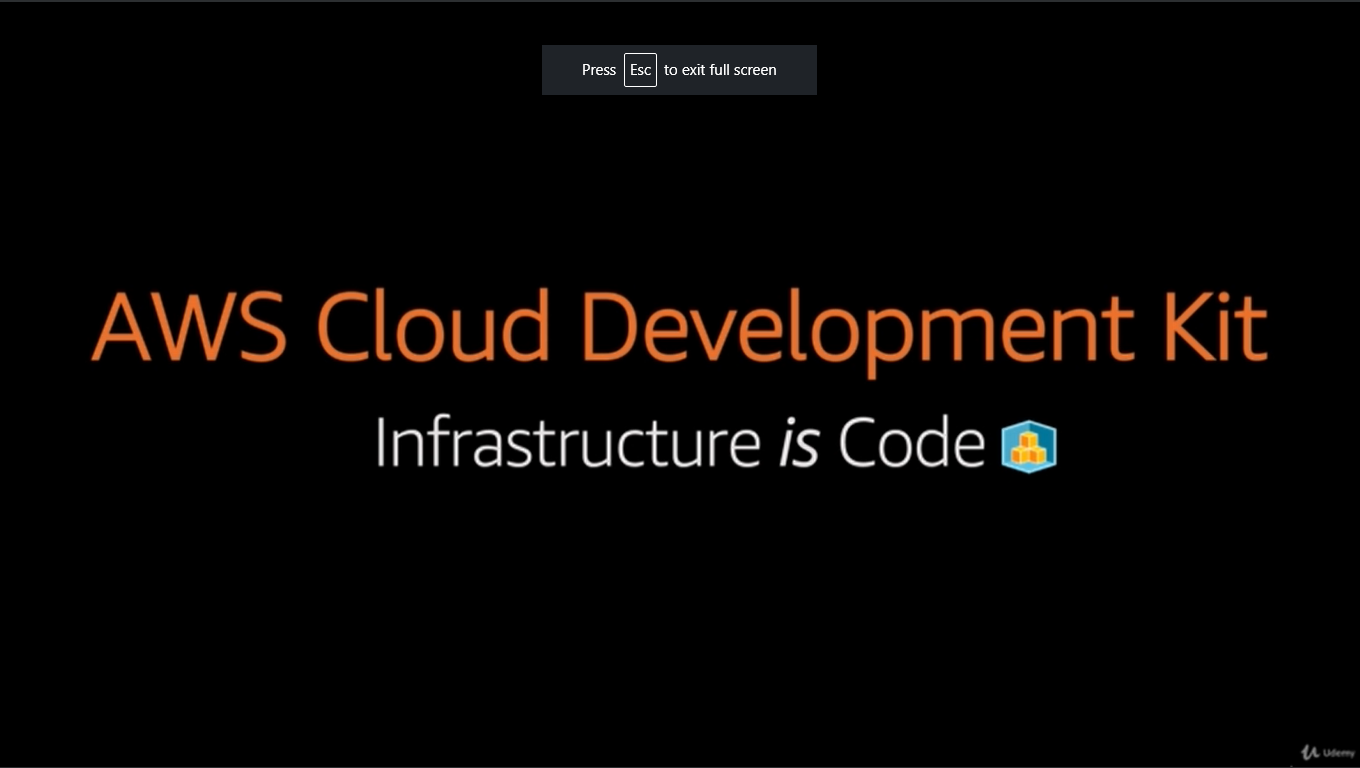 Press Esc to exit full screen
AWS Cloud Development Kit
Infrastructure is Code
Udemy